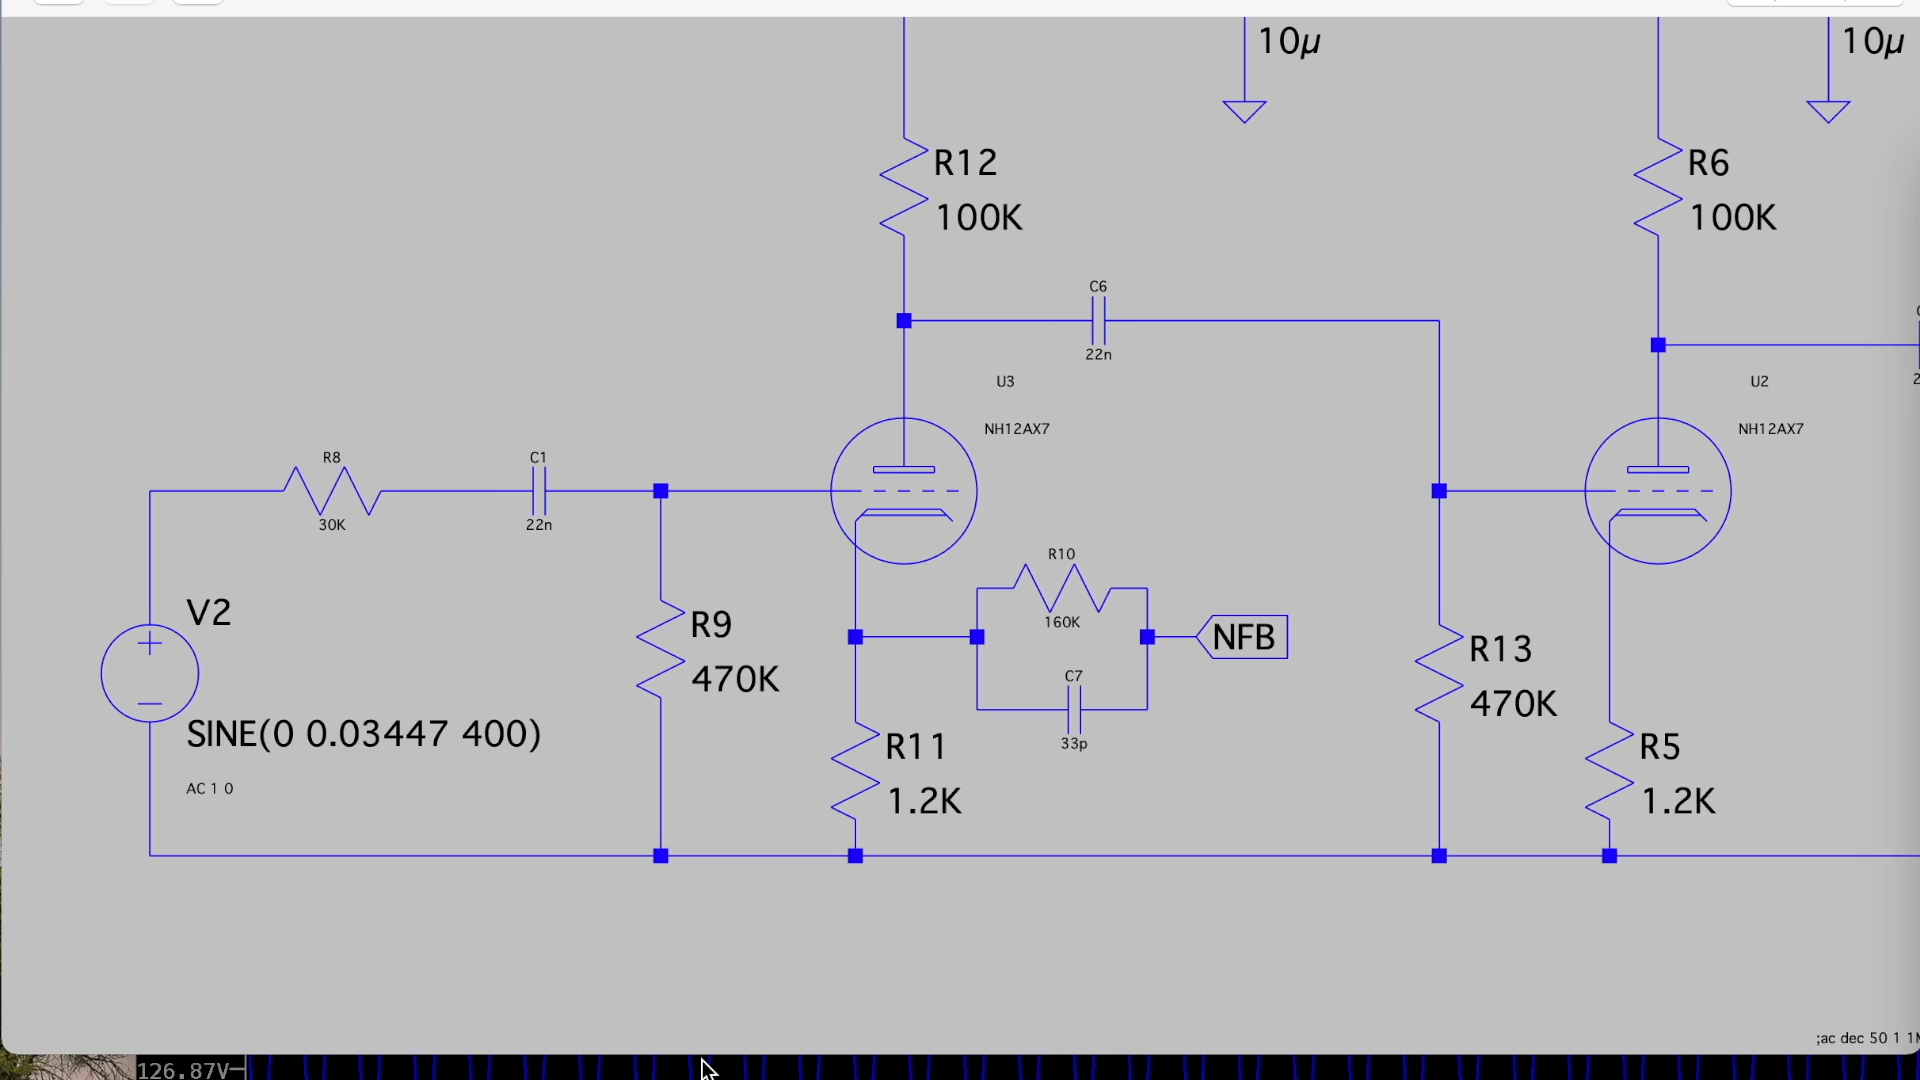 10µ
10µ
R12
100K
R6
100K
C6
22n
U3
NH12AX7
U2
NH12AX7
R8
30K
C1
22n
V2
SINE(0 0.03447 400)
AC 1 0
R9
470K
R10
160K
C7
33p
NFB
R11
1.2K
R13
470K
R5
1.2K
;ac dec 50 1
126.87V